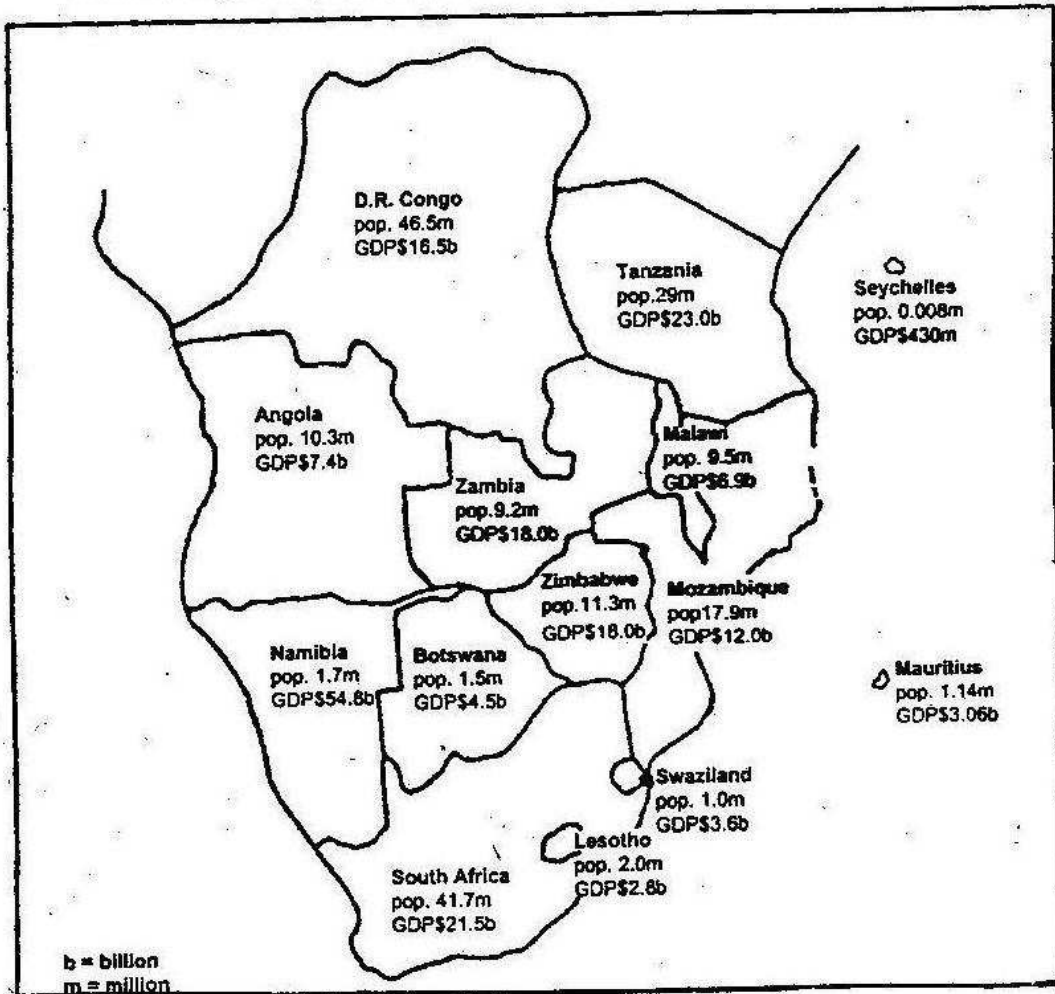 D.R. Congo
pop. 46.5m
GDP$16.5b
Tanzania
pop.29m
GDP$23.0b
Seychelles
pop. 0.008m
GDP$430m
Angola
pop. 10.3m
GDP$7.4b
Malawi
pop. 9.5m
GDP$6.9b
Zambia
pop.9.2m
GDP$18.0b
Zimbabwe
pop.11.3m
GDP$18.0b
Mozambique
pop17.9m
GDP$12.0b
Namibia
pop. 1.7m
GDP$54.8b
Botswana
pop. 1.5m
GDP$4.5b
Mauritius
pop. 1.14m
GDP$3.06b
Swaziland
pop. 1.0m
GDP$3.6b
Lesotho
pop. 2.0m
GDP$2.8b
South Africa
pop. 41.7m
GDP$21.5b
b = billion
m = million